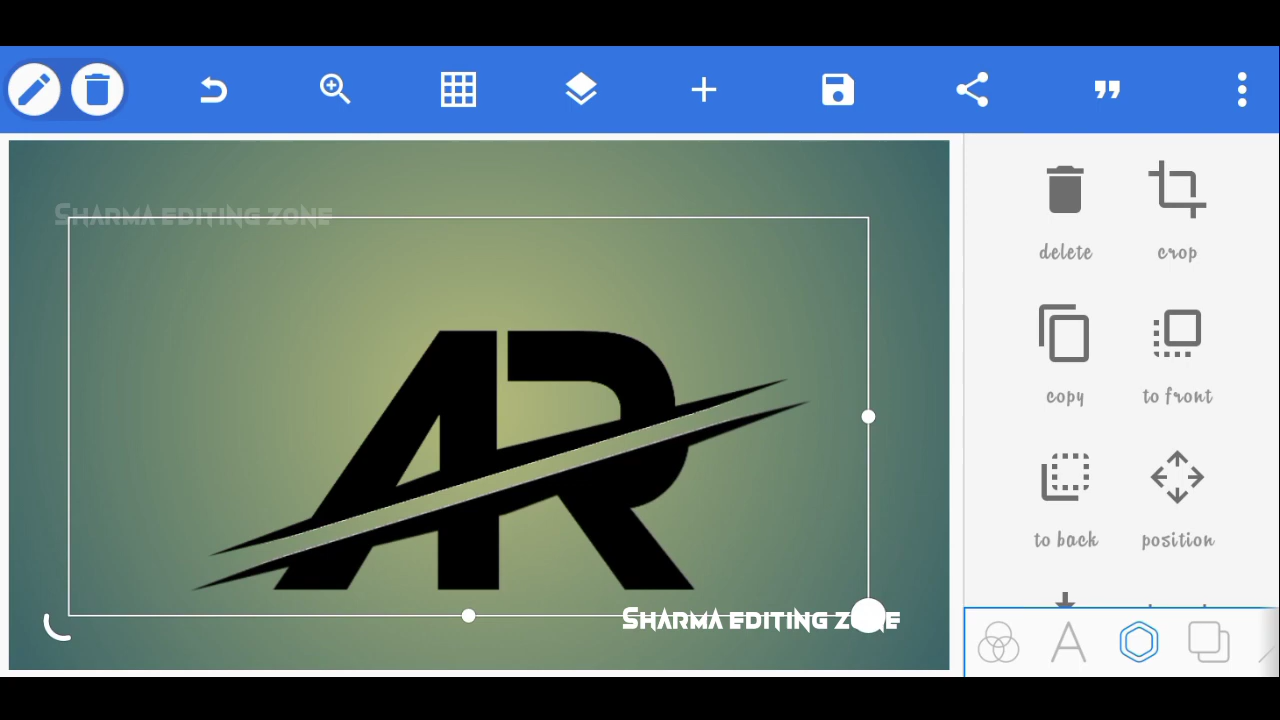 Sharma editing zone
AR
Sharma editing zone
delete crop
copy to front
to back position
A